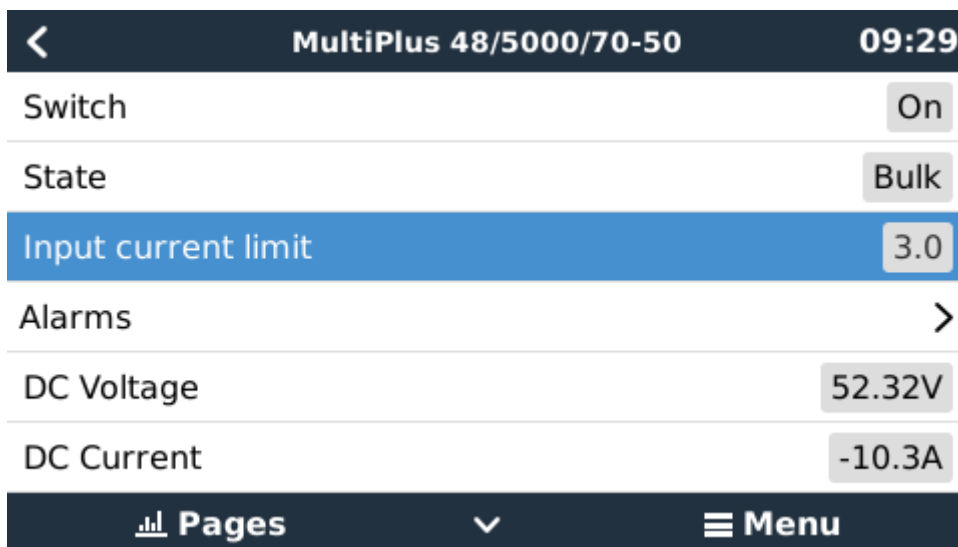 MultiPlus 48/5000/70-50 09:29
Switch On
State Bulk
Input current limit 3.0
Alarms
DC Voltage 52.32V
DC Current -10.3A
Pages Menu